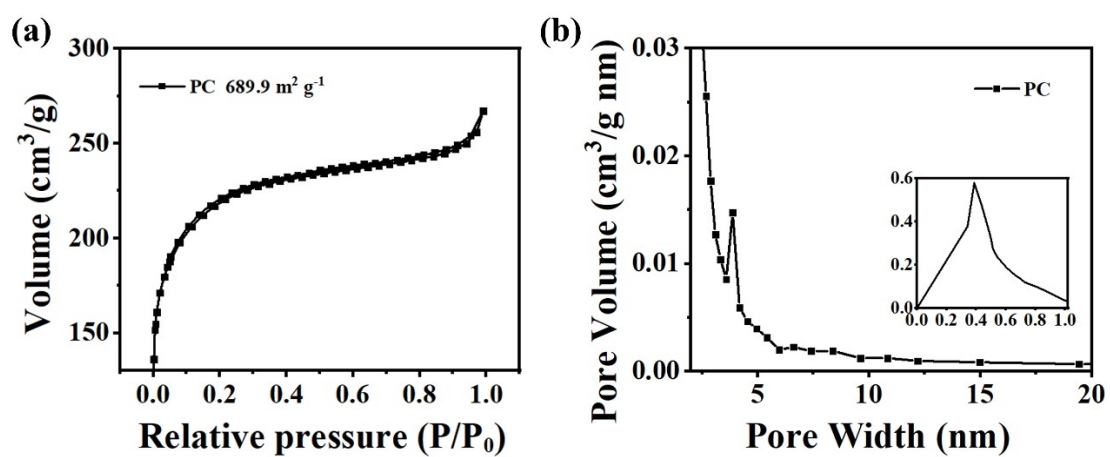 (a)
300
250
200
150
Volume (cm³/g)
PC 689.9 m² g⁻¹
0.0 0.2 0.4 0.6 0.8 1.0
Relative pressure (P/P₀)
(b)
0.03
0.02
0.01
0.00
Pore Volume (cm³/g nm)
PC
0.6
0.4
0.2
0.0
0.0 0.2 0.4 0.6 0.8 1.0
5 10 15 20
Pore Width (nm)